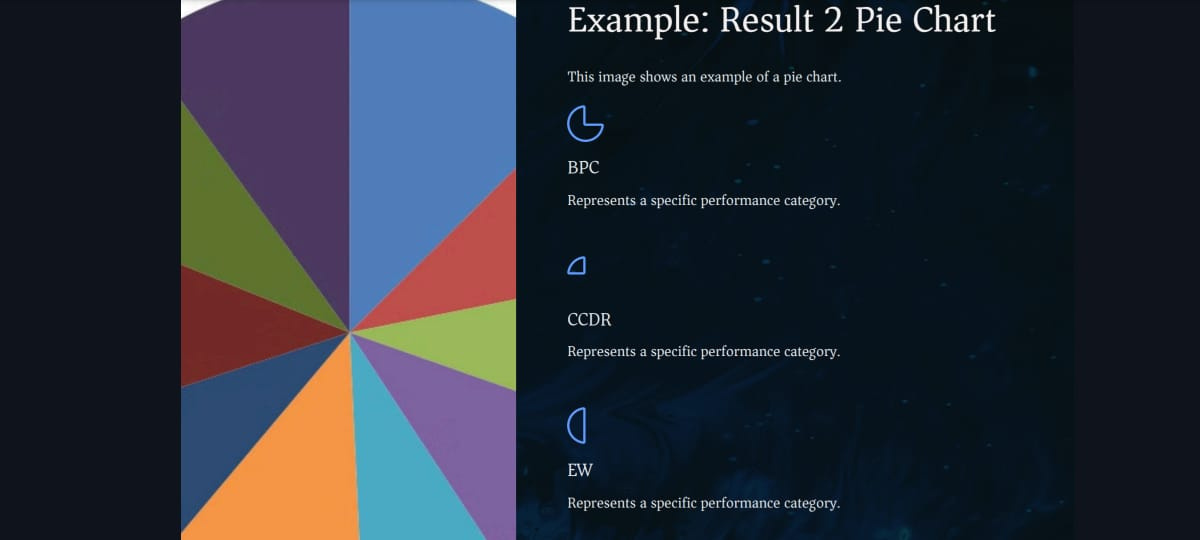 Example: Result 2 Pie Chart
This image shows an example of a pie chart.
BPC
Represents a specific performance category.
CCDR
Represents a specific performance category.
EW
Represents a specific performance category.